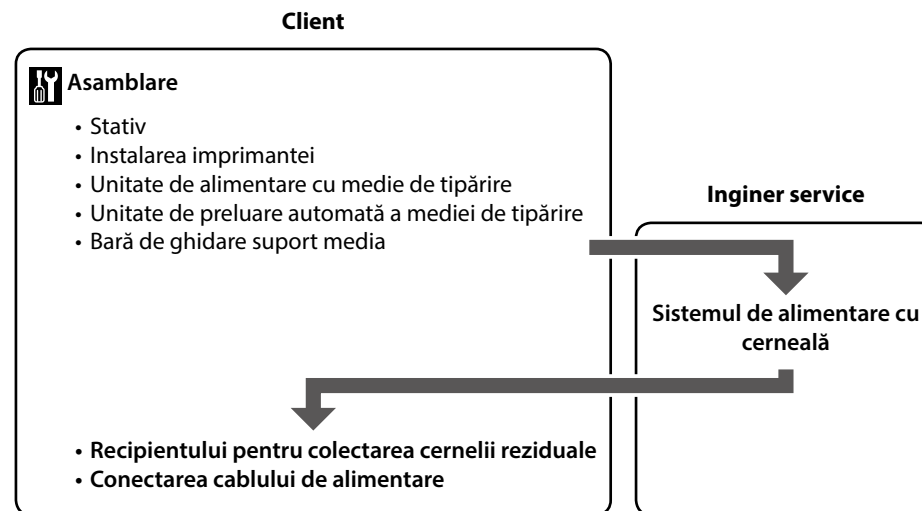 Client
Asamblare
• Stativ
• Instalarea imprimantei
• Unitate de alimentare cu medie de tipărire
• Unitate de preluare automată a mediei de tipărire
• Bară de ghidare suport media
Inginer service
Sistemul de alimentare cu
cerneală
• Recipientului pentru colectarea cernelii reziduale
• Conectarea cablului de alimentare